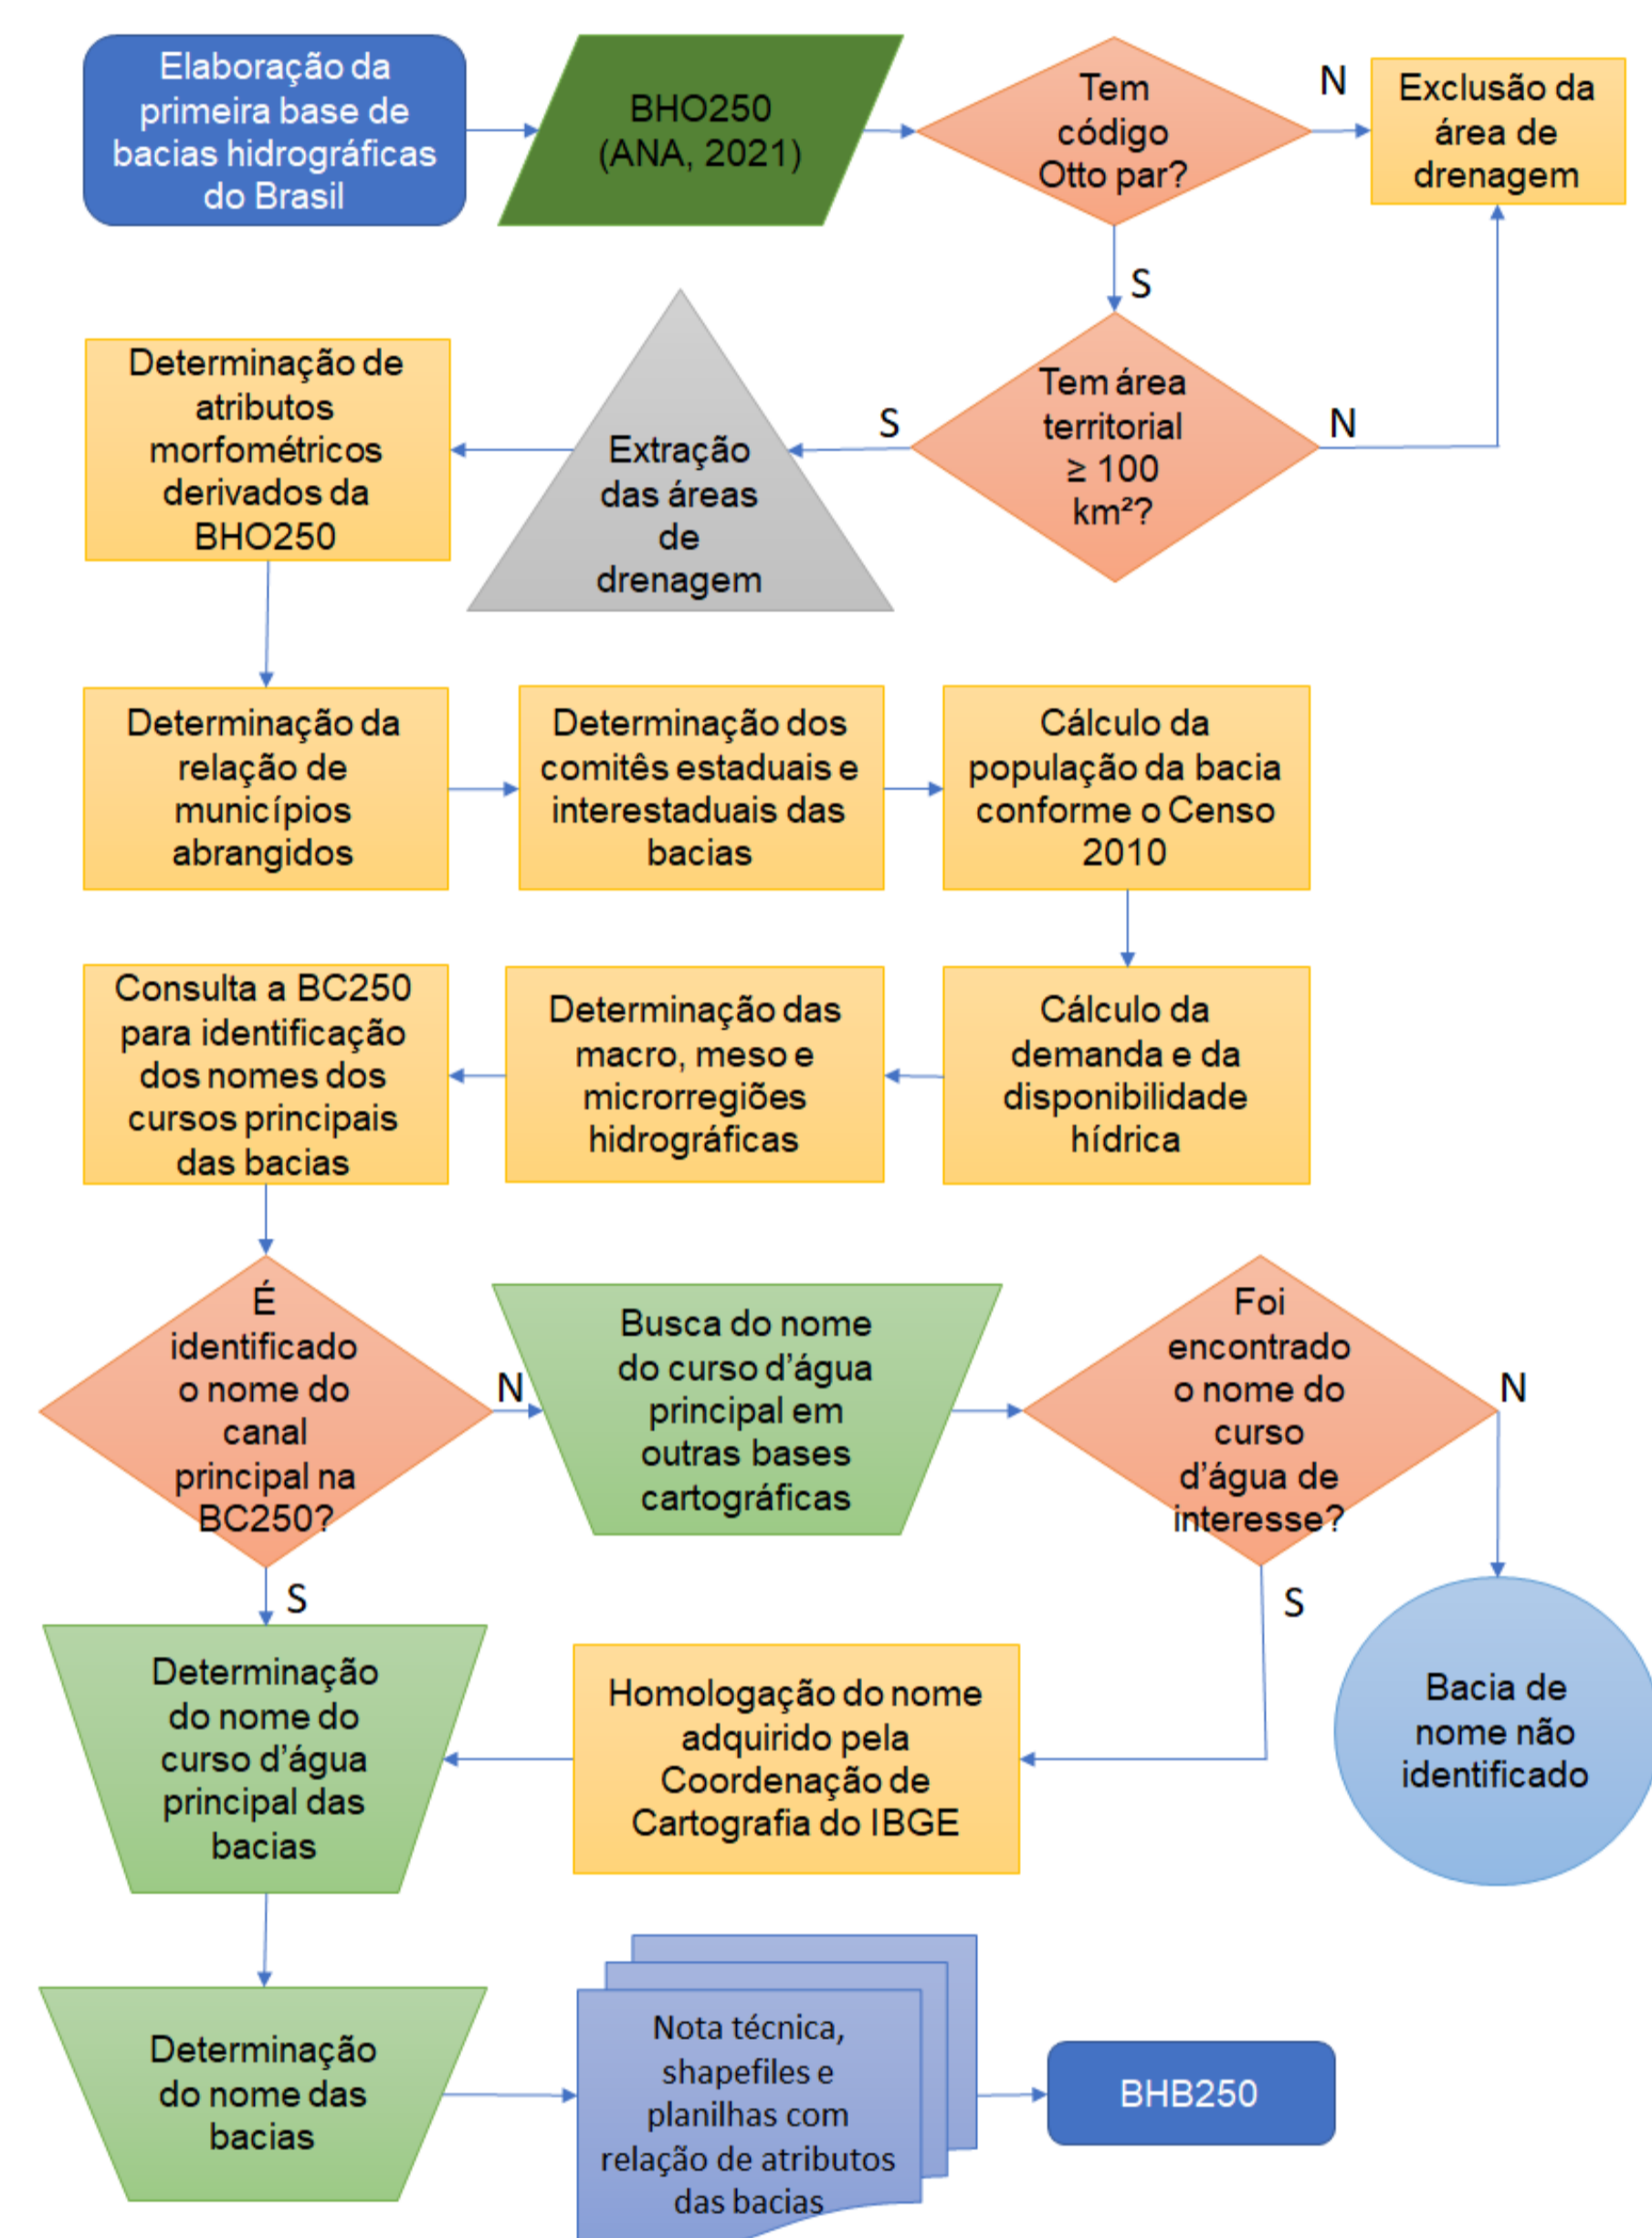 Elaboração da
primeira base de
bacias hidrográficas
do Brasil
BHO250
(ANA, 2021)
Tem
código
Otto par?
N
Exclusão da
área de
drenagem
S
Determinação de
atributos
morfométricos
derivados da
BHO250
Extração
das áreas
de
drenagem
S
Tem área
territorial
≥ 100
km²?
N
Determinação da
relação de
municípios
abrangidos
Determinação dos
comitês estaduais e
interestaduais das
bacias
Cálculo da
população da bacia
conforme o Censo
2010
Consulta a BC250
para identificação
dos nomes dos
cursos principais
das bacias
Determinação das
macro, meso e
microrregiões
hidrográficas
Cálculo da
demanda e da
disponibilidade
hídrica
É
identificado
o nome do
canal
principal na
BC250?
N
Busca do nome
do curso d’água
principal em
outras bases
cartográficas
Foi
encontrado
o nome do
curso
d’água de
interesse?
N
S
S
Determinação
do nome do
curso d’água
principal das
bacias
Homologação do nome
adquirido pela
Coordenação de
Cartografia do IBGE
Bacia de
nome não
identificado
Determinação
do nome das
bacias
Nota técnica,
shapefiles e
planilhas com
relação de atributos
das bacias
BHB250